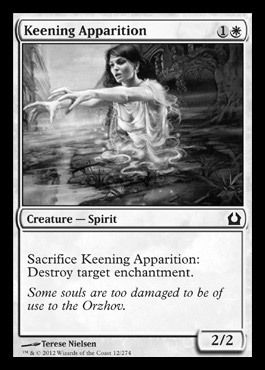 Keening Apparition 1
Creature — Spirit
Sacrifice Keening Apparition:
Destroy target enchantment.
Some souls are too damaged to be of
use to the Orzhov.
Terese Nielsen
™ & © 2012 Wizards of the Coast 12/274
2/2